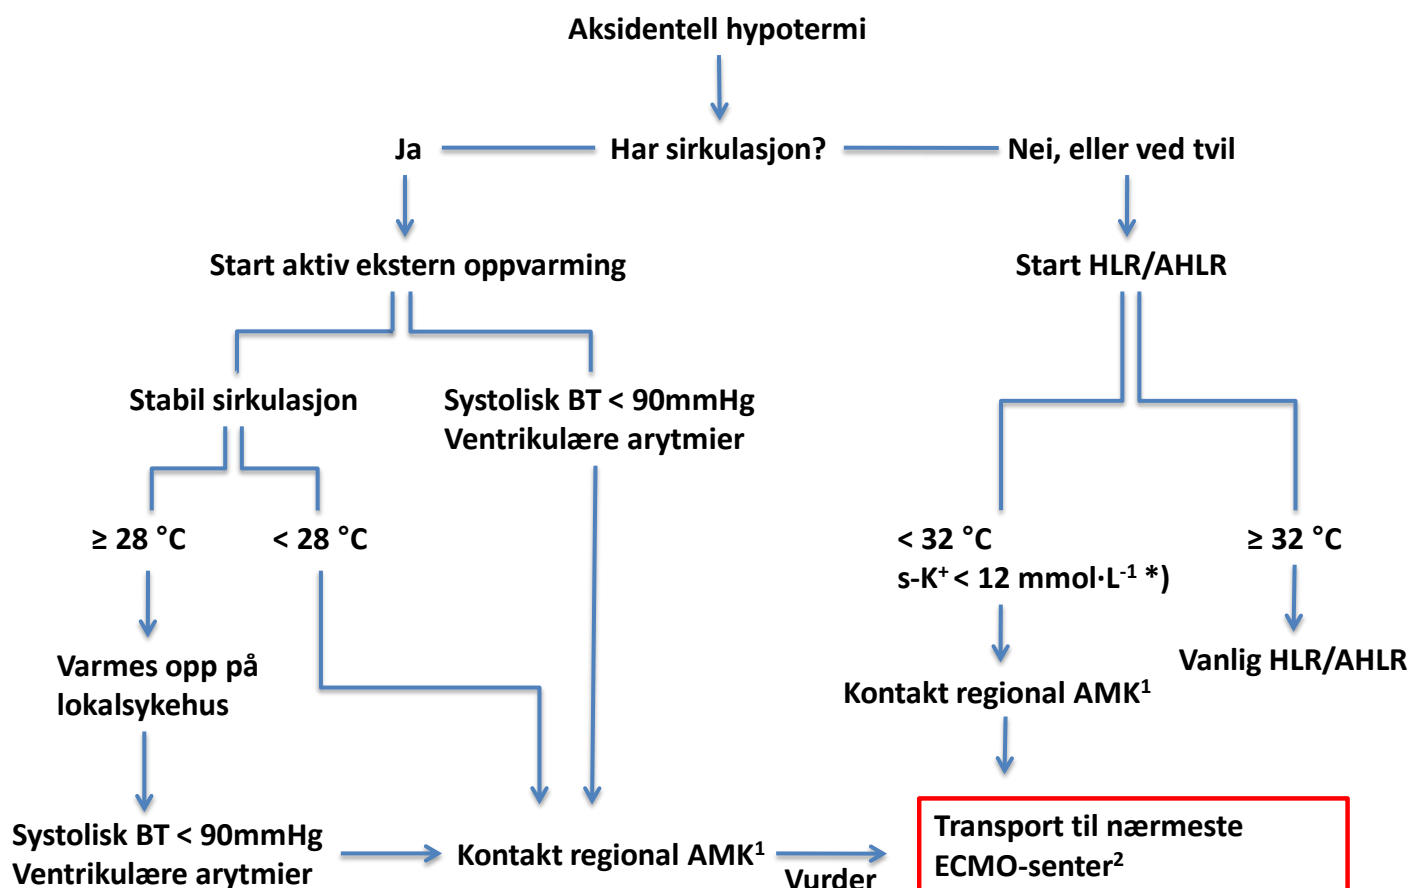 Aksidentell hypotermi
Ja
Har sirkulasjon?
Nei, eller ved tvil
Start aktiv ekstern oppvarming
Start HLR/AHLR
Stabil sirkulasjon
Systolisk BT < 90mmHg
Ventrikulære arytmier
≥ 28 °C
< 28 °C
< 32 °C
s-K⁺ < 12 mmol·L⁻¹ *)
≥ 32 °C
Varmes opp på
lokalsykehus
Vanlig HLR/AHLR
Kontakt regional AMK¹
Systolisk BT < 90mmHg
Ventrikulære arytmier
Kontakt regional AMK¹
Vurder
Transport til nærmeste
ECMO-senter²